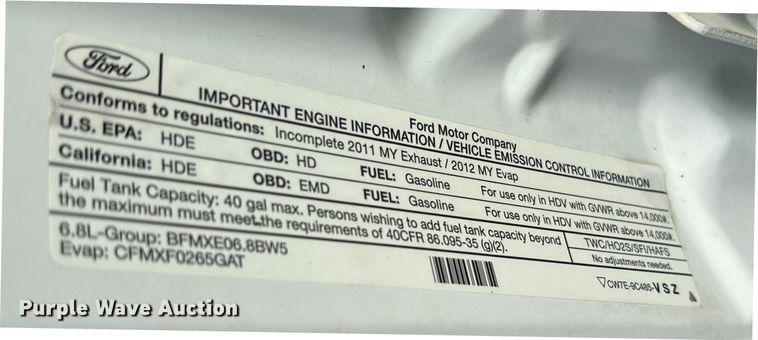 Ford
Ford Motor Company
IMPORTANT ENGINE INFORMATION / VEHICLE EMISSION CONTROL INFORMATION
Conforms to regulations: Incomplete 2011 MY Exhaust / 2012 MY Evap
U.S. EPA: HDE OBD: HD FUEL: Gasoline For use only in HDV with GVWR above 14,000#.
California: HDE OBD: EMD FUEL: Gasoline For use only in HDV with GVWR above 14,000#.
Fuel Tank Capacity: 40 gal max. Persons wishing to add fuel tank capacity beyond
the maximum must meet the requirements of 40CFR 86.095-35 (g)(2).
TWC/HO2S/SFI/HAFS
No adjustments needed.
6.8L-Group: BFMXE06.8BW5
Evap: CFMXF0265GAT
CW7E-9C485-VSZ
Purple Wave Auction